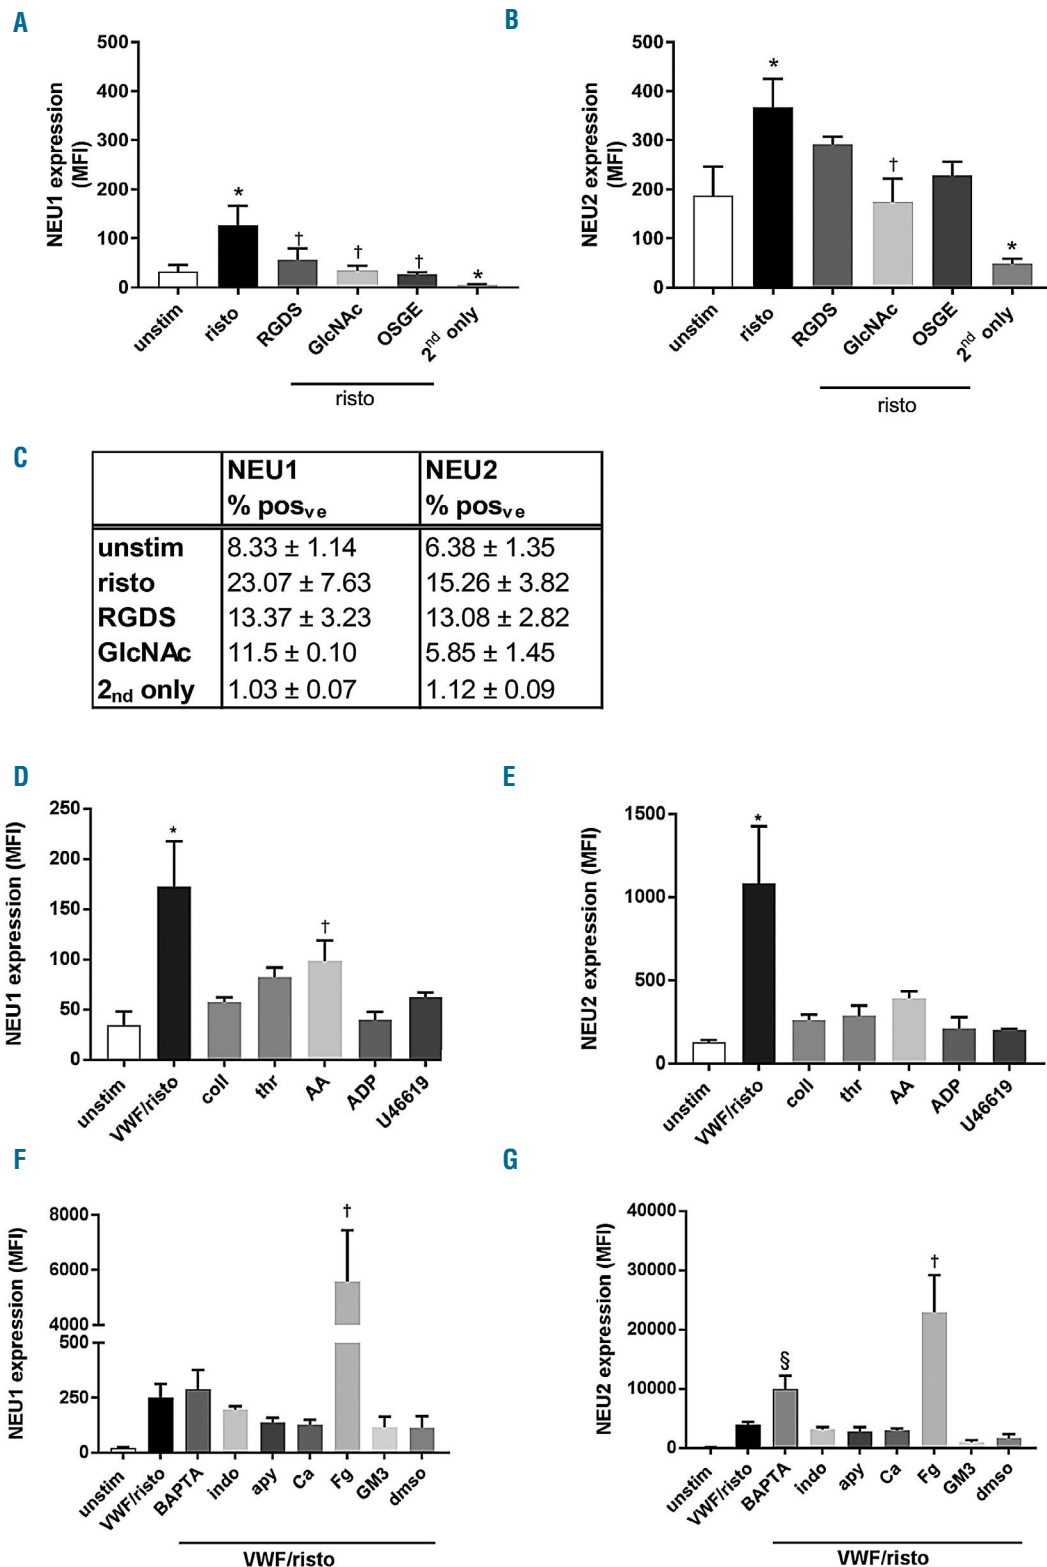 A
NEU1 expression
(MFI)
500
400
300
200
100
0
*
†
†
†
*
unstim
risto
RGDS
GlcNAc
OSGE
2nd only
risto
B
NEU2 expression
(MFI)
500
400
300
200
100
0
*
†
*
unstim
risto
RGDS
GlcNAc
OSGE
2nd only
risto
C
NEU1 NEU2
% posve % posve
unstim 8.33 ± 1.14 6.38 ± 1.35
risto 23.07 ± 7.63 15.26 ± 3.82
RGDS 13.37 ± 3.23 13.08 ± 2.82
GlcNAc 11.5 ± 0.10 5.85 ± 1.45
2nd only 1.03 ± 0.07 1.12 ± 0.09
D
NEU1 expression (MFI)
250
200
150
100
50
0
*
†
unstim
VWF/risto
coll
thr
AA
ADP
U46619
E
NEU2 expression (MFI)
1500
1000
500
0
*
unstim
VWF/risto
coll
thr
AA
ADP
U46619
F
NEU1 expression (MFI)
8000
6000
4000
500
250
0
†
unstim
VWF/risto
BAPTA
indo
apy
Ca
Fg
GM3
dmso
VWF/risto
G
NEU2 expression (MFI)
40000
30000
20000
10000
0
§
†
unstim
VWF/risto
BAPTA
indo
apy
Ca
Fg
GM3
dmso
VWF/risto